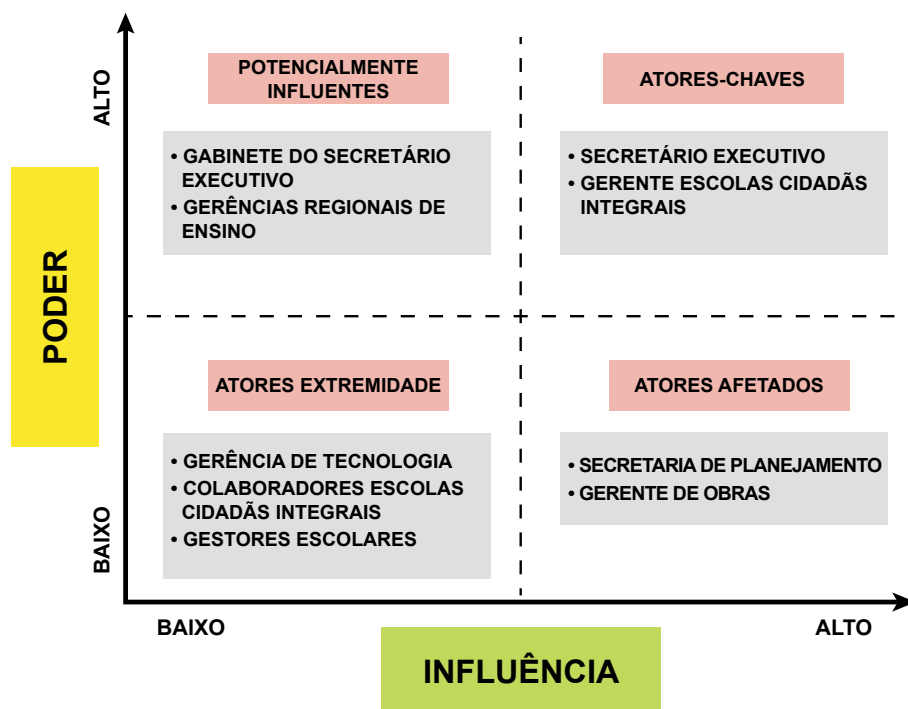 ALTO
PODER
BAIXO
POTENCIALMENTE
INFLUENTES
• GABINETE DO SECRETÁRIO
EXECUTIVO
• GERÊNCIAS REGIONAIS DE
ENSINO
ATORES-CHAVES
• SECRETÁRIO EXECUTIVO
• GERENTE ESCOLAS CIDADÃS
INTEGRAIS
ATORES EXTREMIDADE
• GERÊNCIA DE TECNOLOGIA
• COLABORADORES ESCOLAS
CIDADÃS INTEGRAIS
• GESTORES ESCOLARES
ATORES AFETADOS
• SECRETARIA DE PLANEJAMENTO
• GERENTE DE OBRAS
BAIXO
INFLUÊNCIA
ALTO